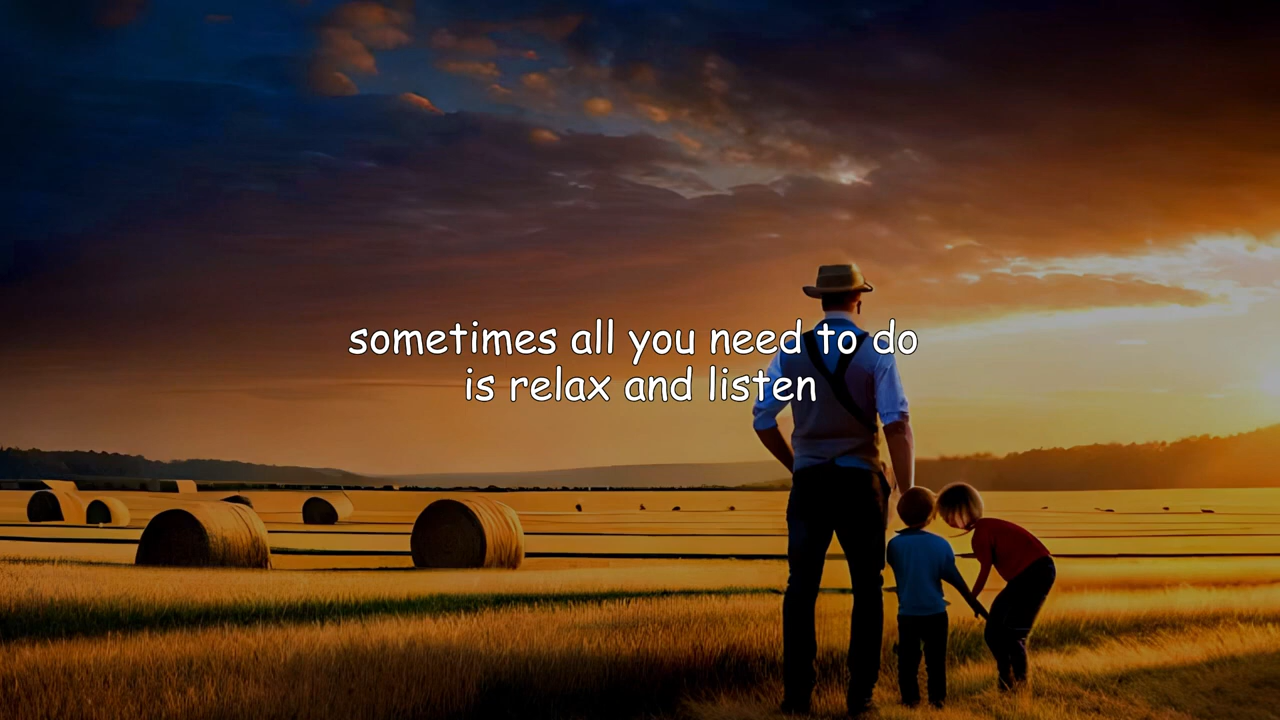 sometimes all you need to do
is relax and listen